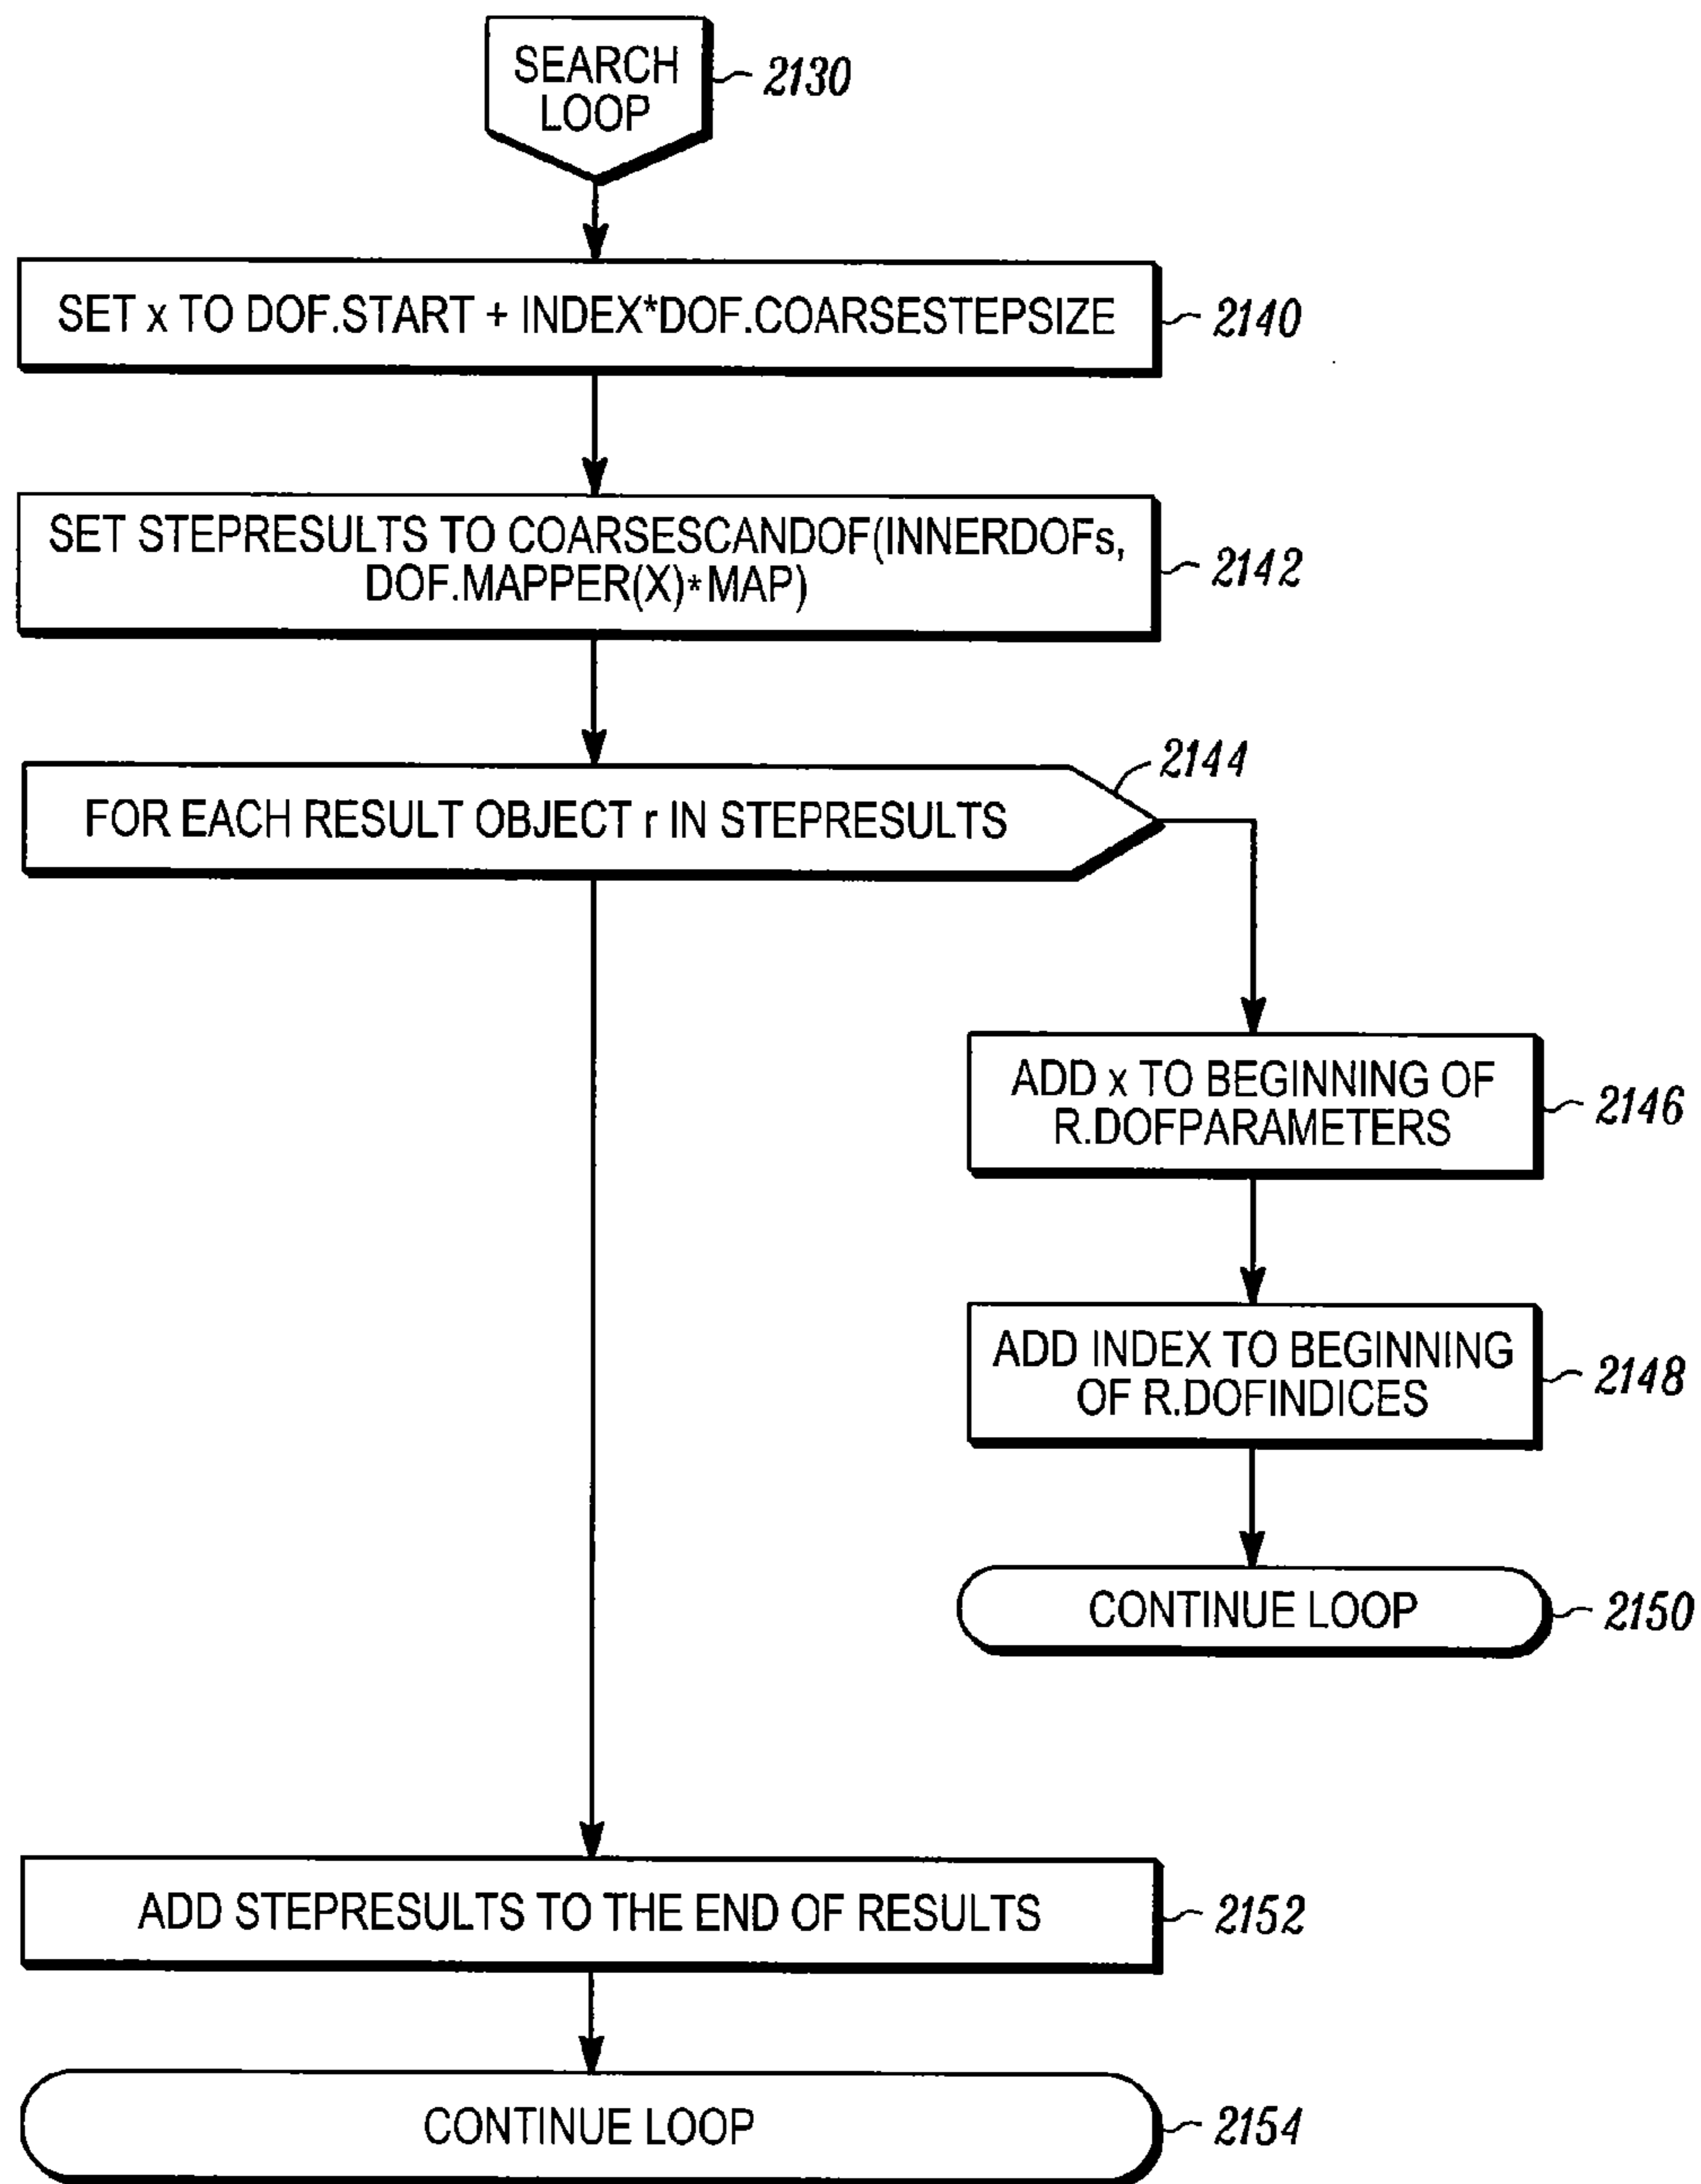 SEARCH
LOOP
2130
SET x TO DOF.START + INDEX*DOF.COARSESTEPSIZE
2140
SET STEPRESULTS TO COARSESCANDOF(INNERDOFs,
DOF.MAPPER(X)*MAP)
2142
2144
FOR EACH RESULT OBJECT r IN STEPRESULTS
ADD x TO BEGINNING OF
R.DOFPARAMETERS
2146
ADD INDEX TO BEGINNING
OF R.DOFINDICES
2148
CONTINUE LOOP
2150
ADD STEPRESULTS TO THE END OF RESULTS
2152
CONTINUE LOOP
2154